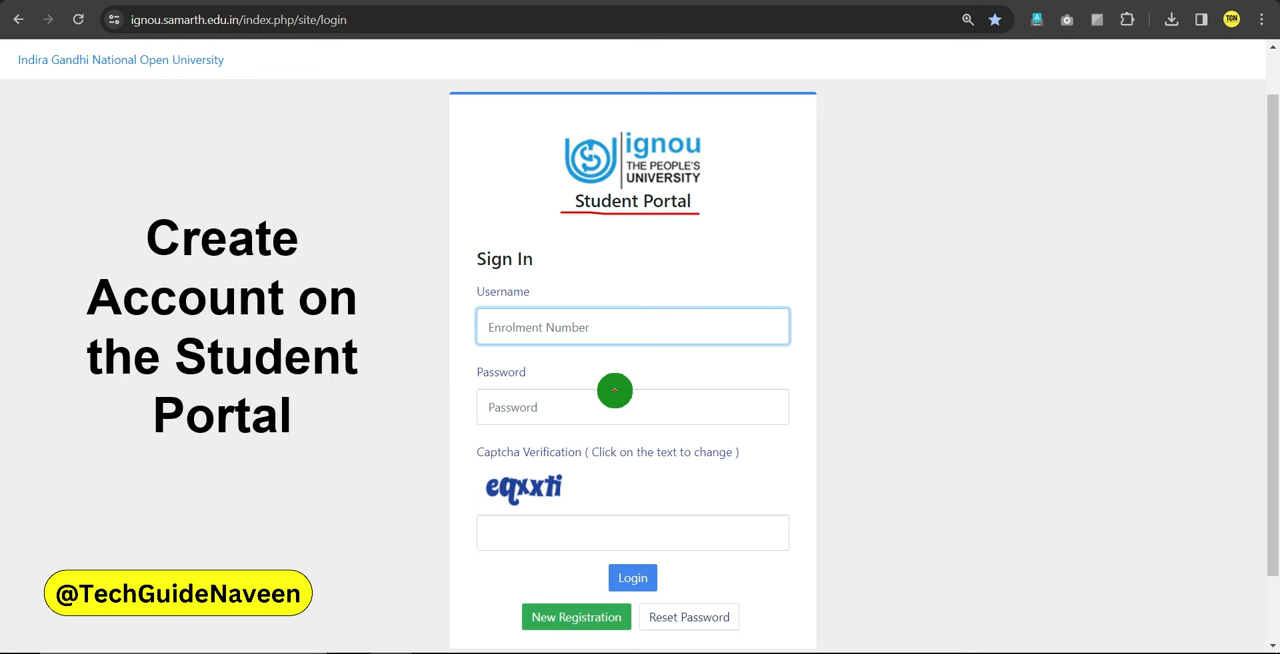 ignou.samarth.edu.in/index.php/site/login
TGN
Indira Gandhi National Open University
ignou
THE PEOPLE'S
UNIVERSITY
Student Portal
Create
Account on
the Student
Portal
Sign In
Username
Enrolment Number
Password
Password
Captcha Verification ( Click on the text to change )
eqxxti
Login
New Registration
Reset Password
@TechGuideNaveen